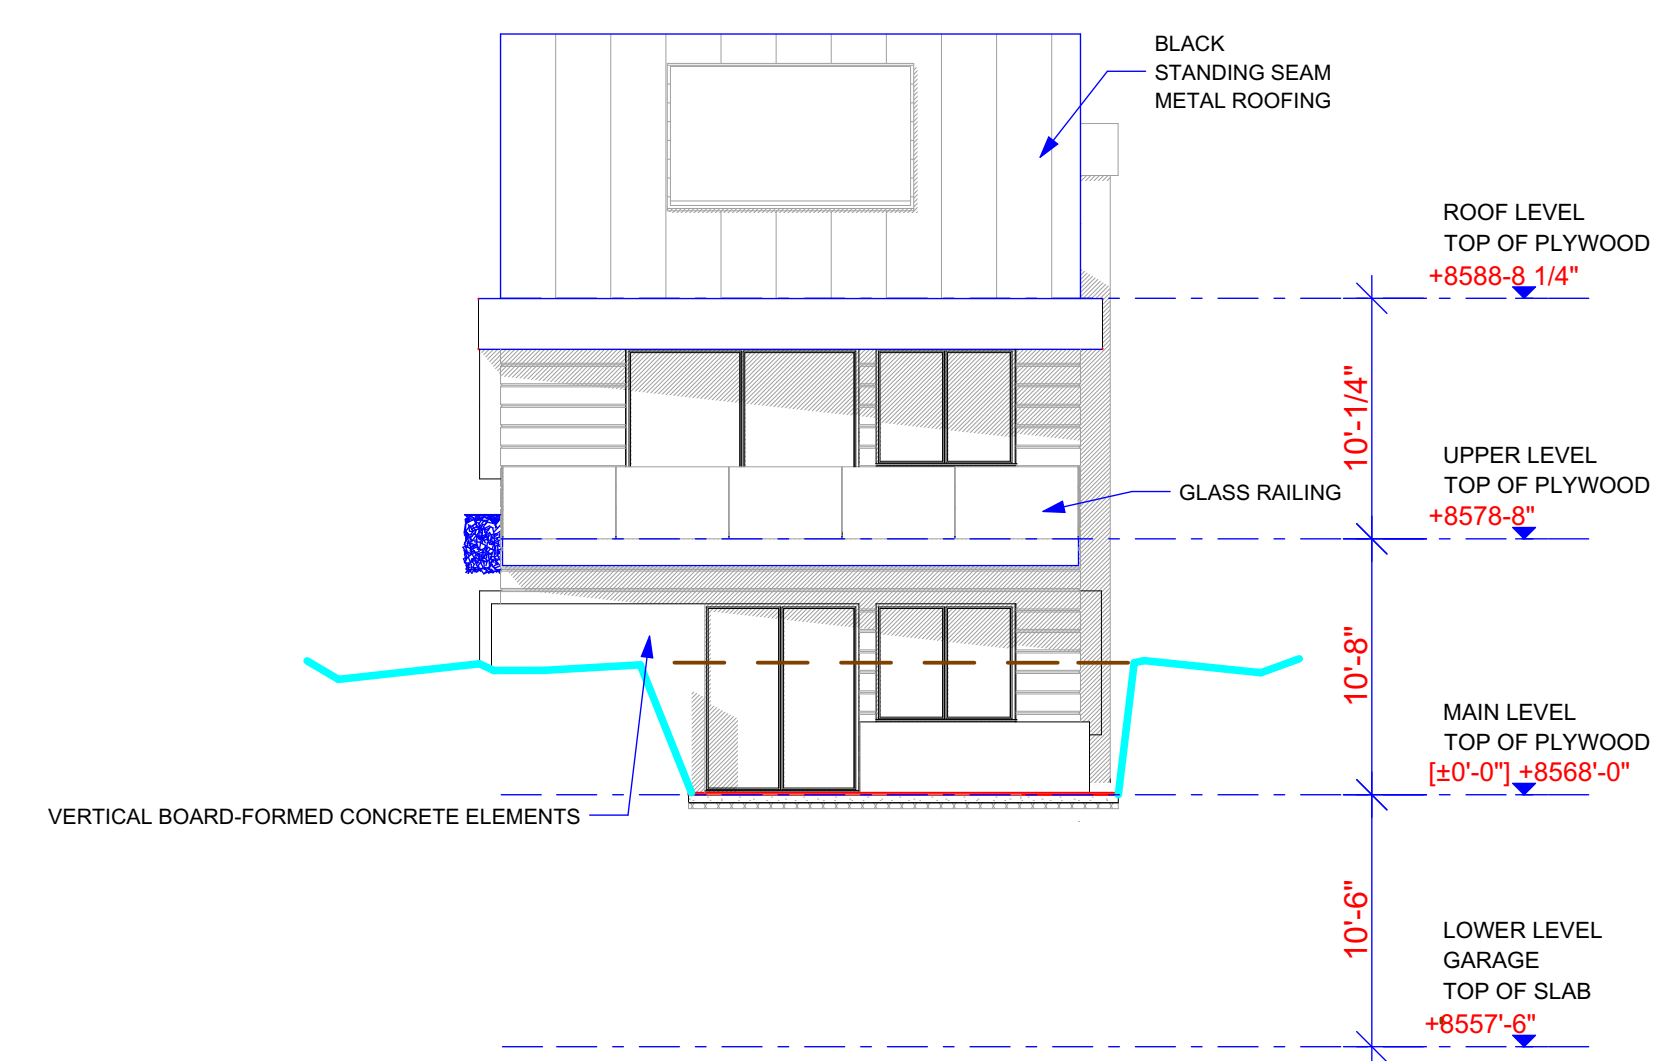 BLACK
STANDING SEAM
METAL ROOFING
ROOF LEVEL
TOP OF PLYWOOD
+8588-8 1/4"
10'-1/4"
UPPER LEVEL
TOP OF PLYWOOD
+8578-8"
GLASS RAILING
10'-8"
MAIN LEVEL
TOP OF PLYWOOD
[±0'-0"] +8568'-0"
VERTICAL BOARD-FORMED CONCRETE ELEMENTS
10'-6"
LOWER LEVEL
GARAGE
TOP OF SLAB
+8557'-6"